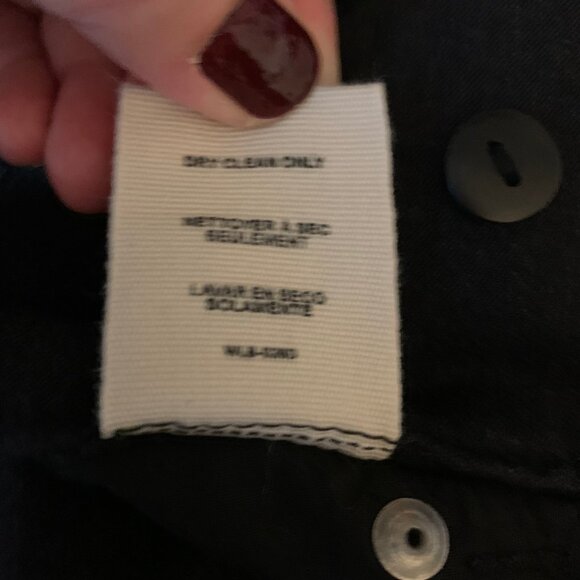 DRY CLEAN ONLY
NETTOYER À SEC
SEULEMENT
LAVAR EN SECO
SOLAMENTE